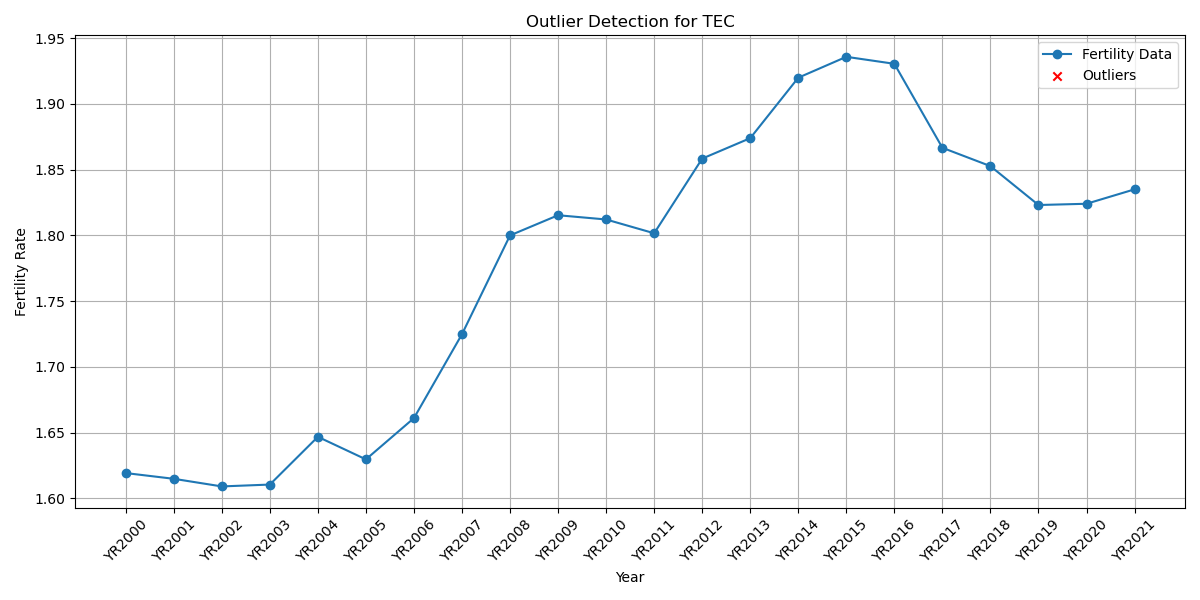 Outlier Detection for TEC
Fertility Data
Outliers
Fertility Rate
1.95
1.90
1.85
1.80
1.75
1.70
1.65
1.60
YR2000
YR2001
YR2002
YR2003
YR2004
YR2005
YR2006
YR2007
YR2008
YR2009
YR2010
YR2011
YR2012
YR2013
YR2014
YR2015
YR2016
YR2017
YR2018
YR2019
YR2020
YR2021
Year